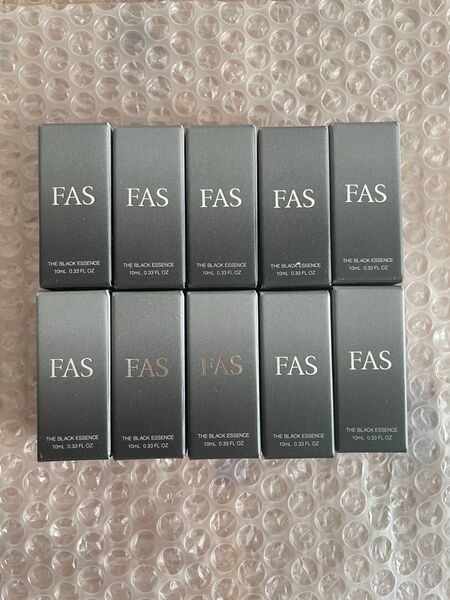 FAS
THE BLACK ESSENCE
10mL 0.33 FL OZ
FAS
THE BLACK ESSENCE
10mL 0.33 FL OZ
FAS
THE BLACK ESSENCE
10mL 0.33 FL OZ
FAS
THE BLACK ESSENCE
10mL 0.33 FL OZ
FAS
THE BLACK ESSENCE
10mL 0.33 FL OZ
FAS
THE BLACK ESSENCE
10mL 0.33 FL OZ
FAS
THE BLACK ESSENCE
10mL 0.33 FL OZ
FAS
THE BLACK ESSENCE
10mL 0.33 FL OZ
FAS
THE BLACK ESSENCE
10mL 0.33 FL OZ
FAS
THE BLACK ESSENCE
10mL 0.33 FL OZ